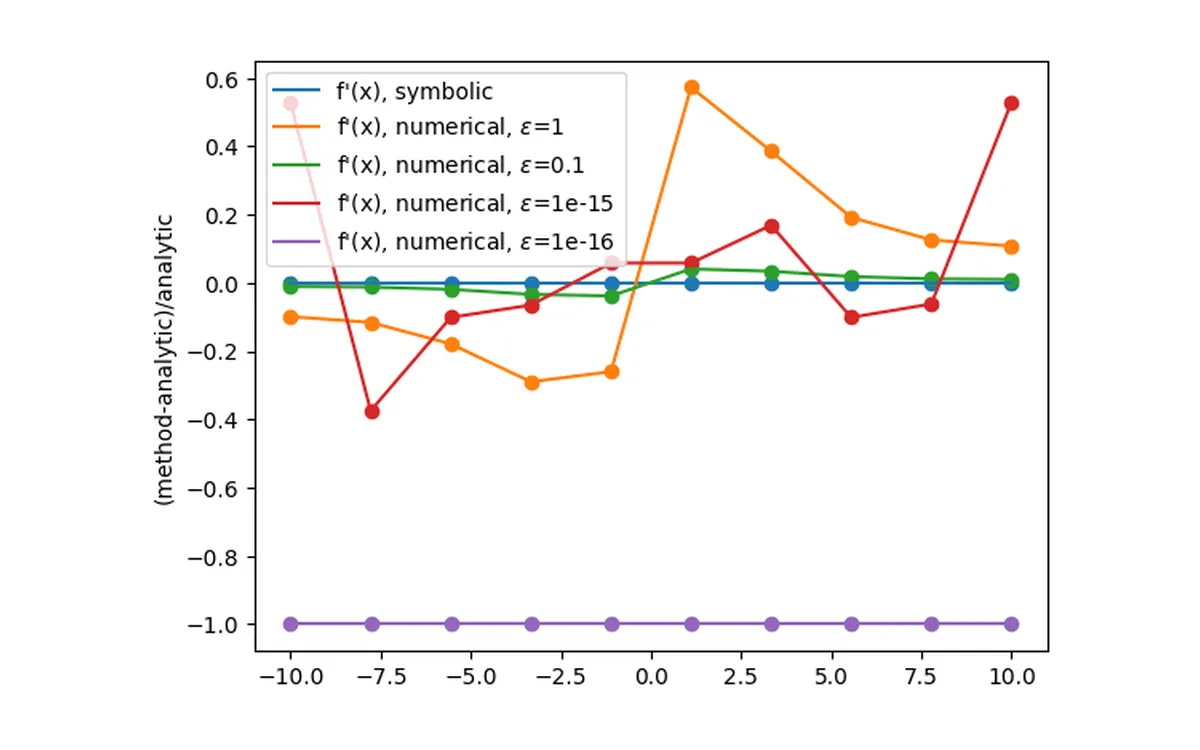 (method-analytic)/analytic
0.6
0.4
0.2
0.0
−0.2
−0.4
−0.6
−0.8
−1.0
f'(x), symbolic
f'(x), numerical, ε=1
f'(x), numerical, ε=0.1
f'(x), numerical, ε=1e-15
f'(x), numerical, ε=1e-16
−10.0 −7.5 −5.0 −2.5 0.0 2.5 5.0 7.5 10.0